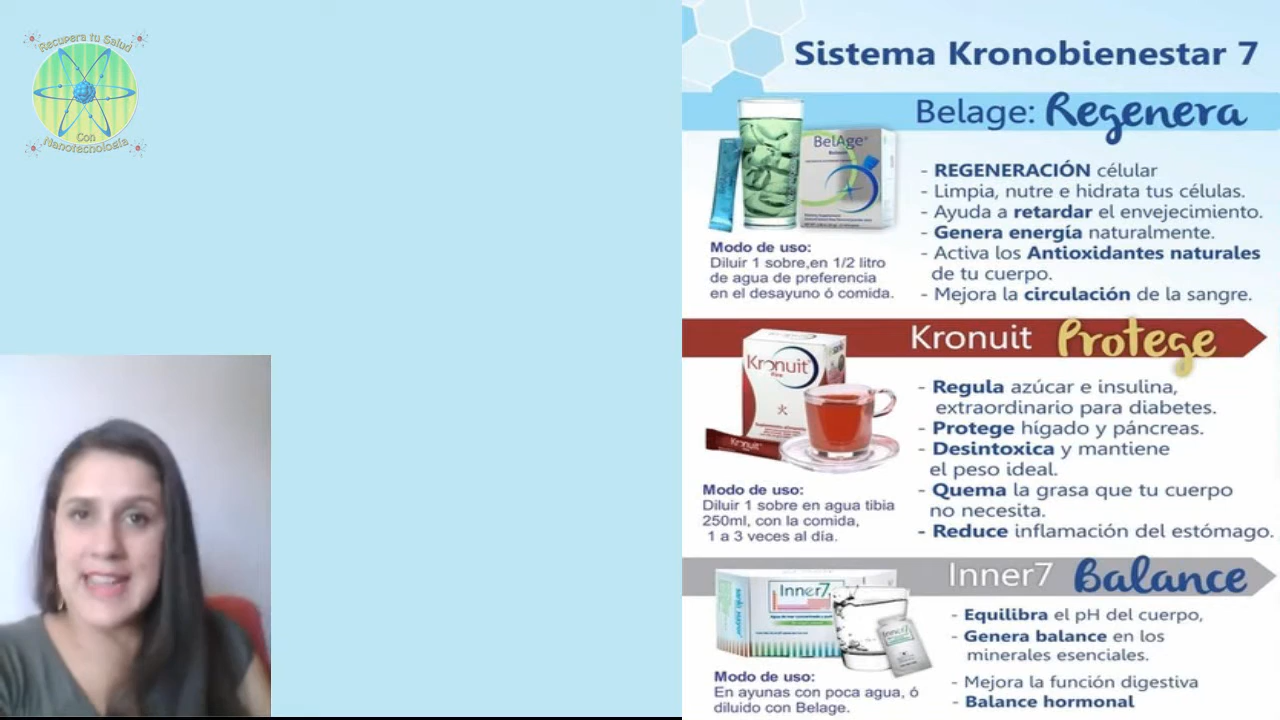 Recupera tu Salud
Con
Nanotecnología
Sistema Kronobienestar 7
Belage: Regenera
BelAge
- REGENERACIÓN célular
- Limpia, nutre e hidrata tus células.
- Ayuda a retardar el envejecimiento.
- Genera energía naturalmente.
- Activa los Antioxidantes naturales
de tu cuerpo.
- Mejora la circulación de la sangre.
Modo de uso:
Diluir 1 sobre,en 1/2 litro
de agua de preferencia
en el desayuno ó comida.
Kronuit Protege
Kronuit
火
Kronuit
- Regula azúcar e insulina,
extraordinario para diabetes.
- Protege hígado y páncreas.
- Desintoxica y mantiene
el peso ideal.
- Quema la grasa que tu cuerpo
no necesita.
- Reduce inflamación del estómago.
Modo de uso:
Diluir 1 sobre en agua tibia
250ml, con la comida,
1 a 3 veces al día.
Inner7 Balance
Inner7
- Equilibra el pH del cuerpo,
- Genera balance en los
minerales esenciales.
- Mejora la función digestiva
- Balance hormonal
Modo de uso:
En ayunas con poca agua, ó
diluido con Belage.